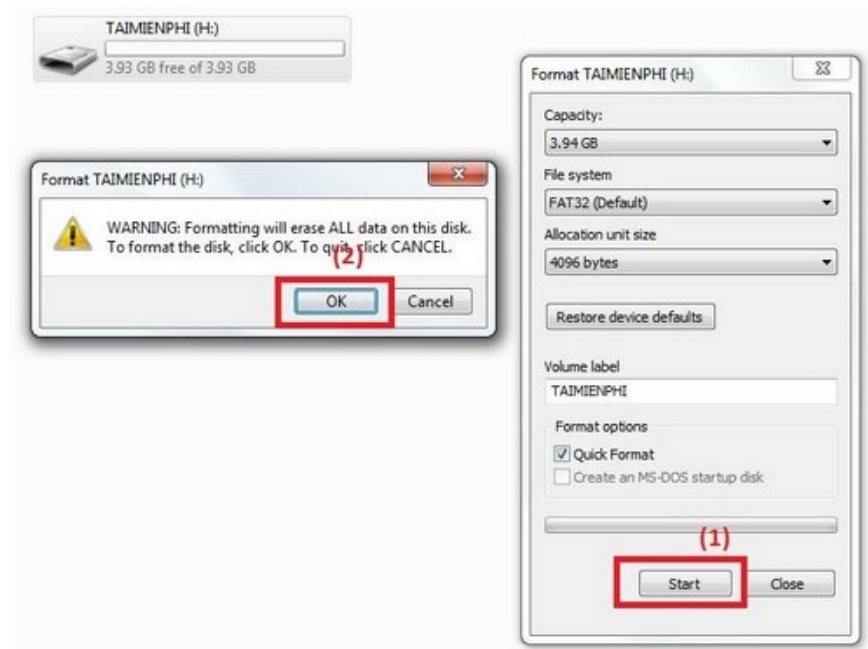 TAIMIENPHI (H:)
3.93 GB free of 3.93 GB
Format TAIMIENPHI (H:)
WARNING: Formatting will erase ALL data on this disk.
To format the disk, click OK. To quit, click CANCEL.
(2)
OK
Cancel
Format TAIMIENPHI (H:)
Capacity:
3.94 GB
File system
FAT32 (Default)
Allocation unit size
4096 bytes
Restore device defaults
Volume label
TAIMIENPHI
Format options
Quick Format
Create an MS-DOS startup disk
(1)
Start
Close